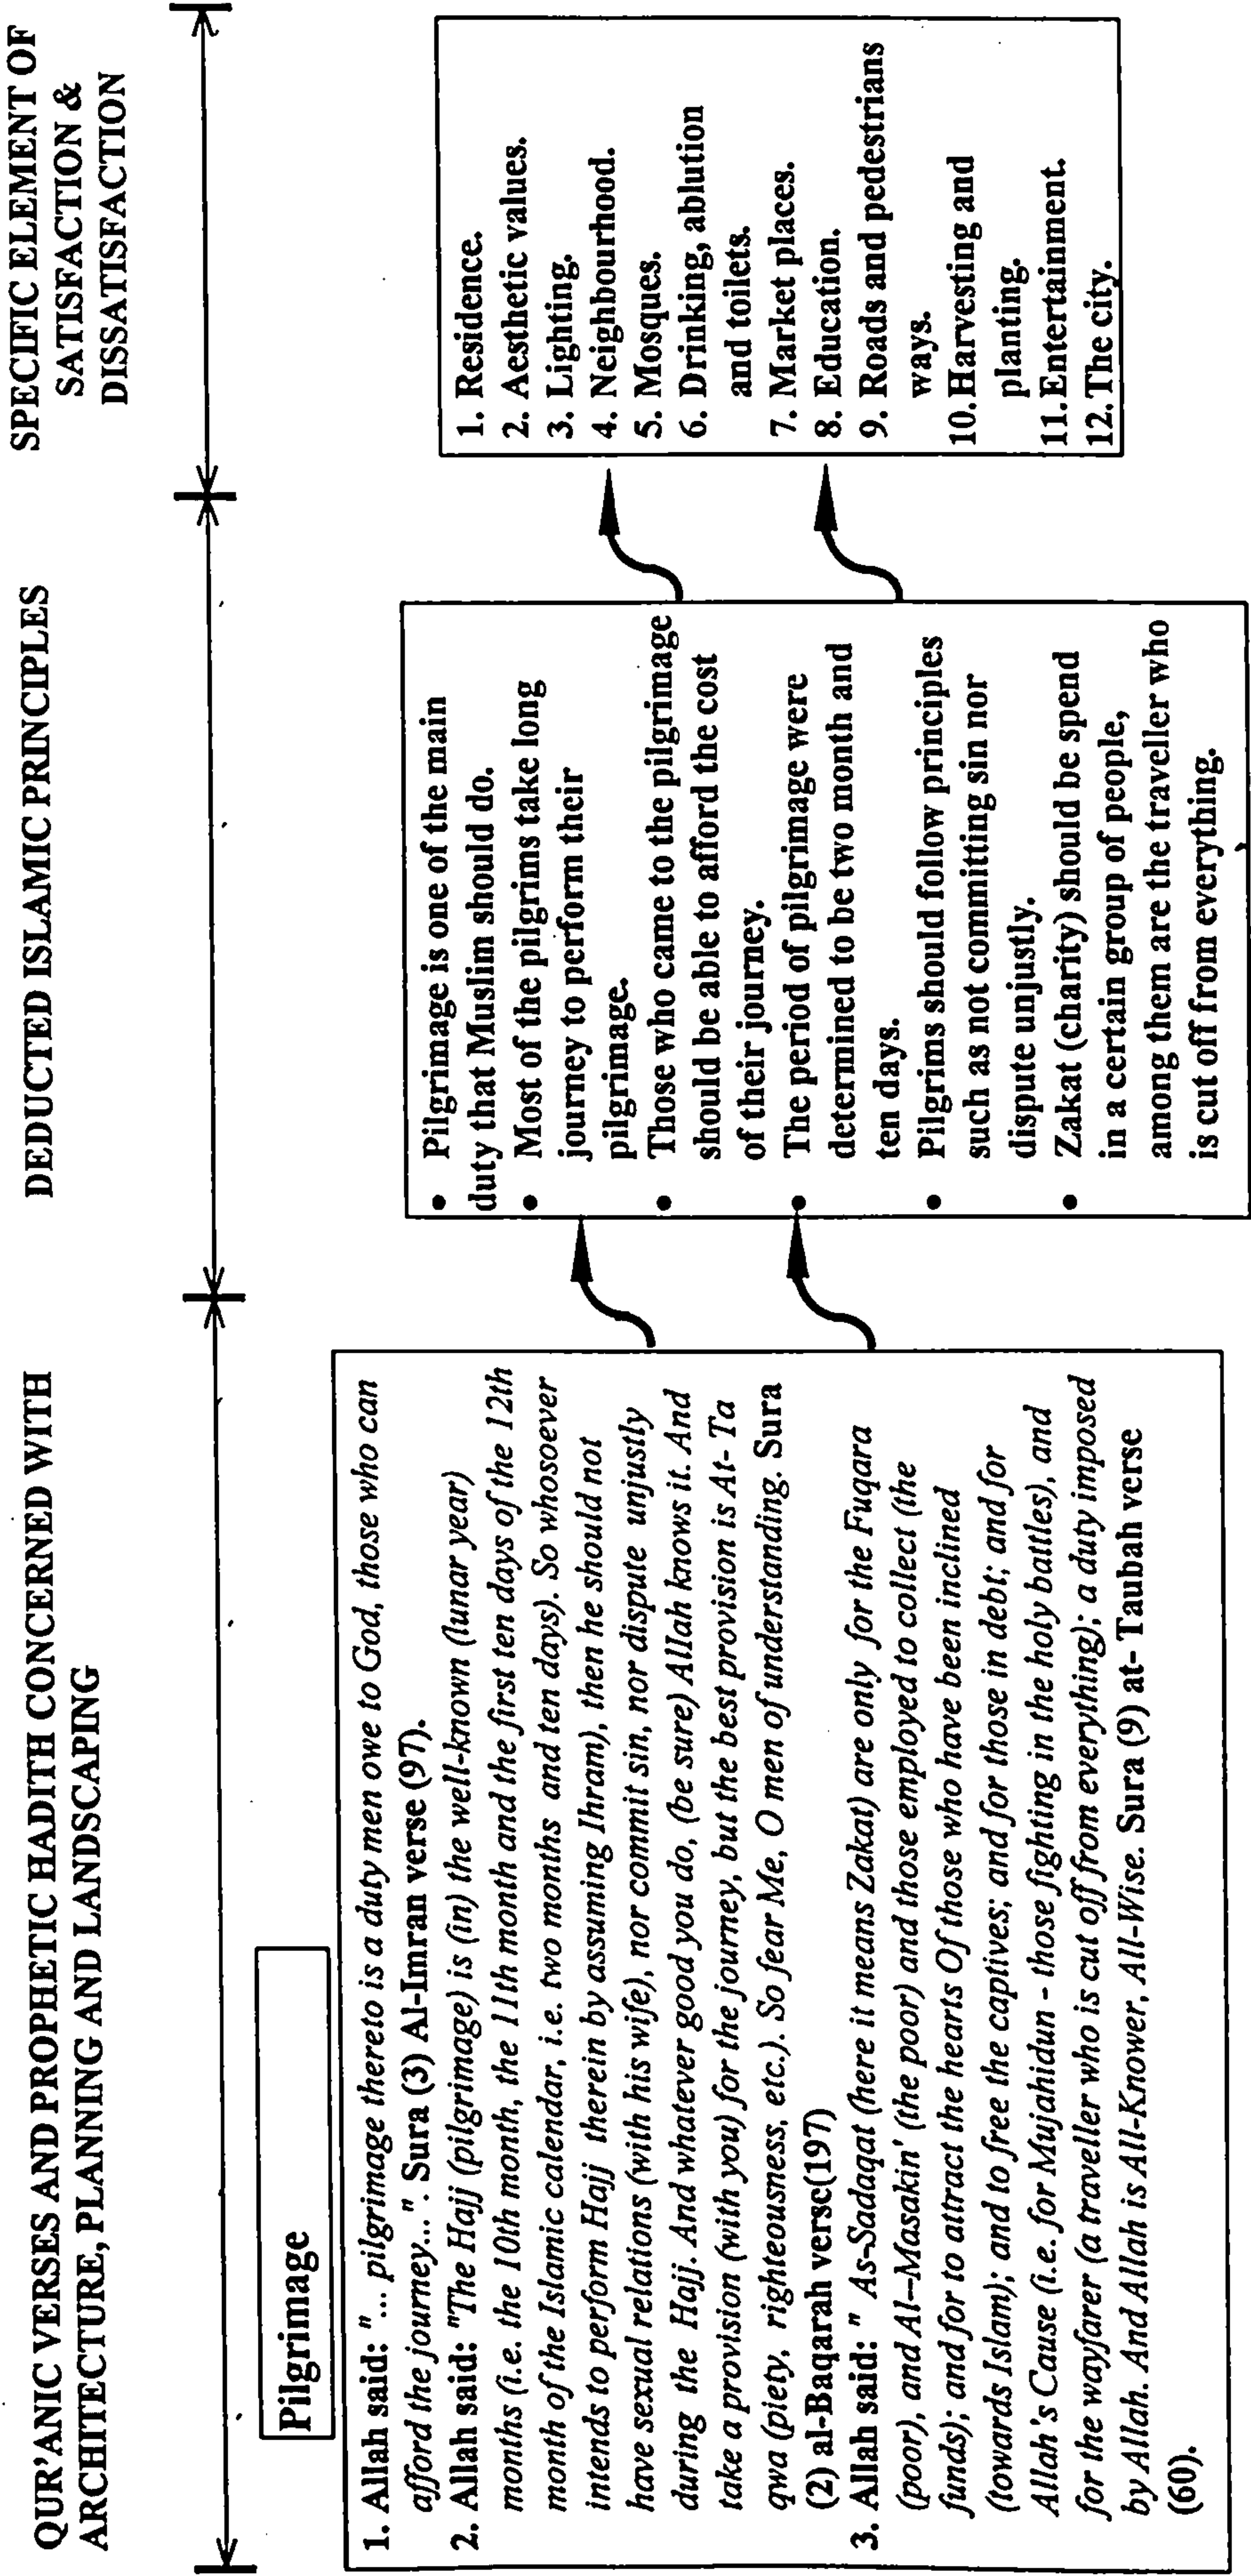 QUR'ANIC VERSES AND PROPHETIC HADITH CONCERNED WITH
ARCHITECTURE, PLANNING AND LANDSCAPING
DEDUCTED ISLAMIC PRINCIPLES
SPECIFIC ELEMENT OF
SATISFACTION &
DISSATISFACTION
Pilgrimage
1. Allah said: "... pilgrimage thereto is a duty men owe to God, those who can
afford the journey...". Sura (3) Al-Imran verse (97).
2. Allah said: "The Hajj (pilgrimage) is (in) the well-known (lunar year)
months (i.e. the 10th month, the 11th month and the first ten days of the 12th
month of the Islamic calendar, i.e. two months and ten days). So whosoever
intends to perform Hajj therein by assuming Ihram), then he should not
have sexual relations (with his wife), nor commit sin, nor dispute unjustly
during the Hajj. And whatever good you do, (be sure) Allah knows it. And
take a provision (with you) for the journey, but the best provision is At- Ta
qwa (piety, righteousness, etc.). So fear Me, O men of understanding. Sura
(2) al-Baqarah verse(197)
3. Allah said: " As-Sadaqat (here it means Zakat) are only for the Fuqara
(poor), and Al--Masakin' (the poor) and those employed to collect (the
funds); and for to attract the hearts Of those who have been inclined
(towards Islam); and to free the captives; and for those in debt; and for
Allah's Cause (i.e. for Mujahidun - those fighting in the holy battles), and
for the wayfarer (a traveller who is cut off from everything); a duty imposed
by Allah. And Allah is All-Knower, All-Wise. Sura (9) at- Taubah verse
(60).
• Pilgrimage is one of the main
duty that Muslim should do.
• Most of the pilgrims take long
journey to perform their
pilgrimage.
• Those who came to the pilgrimage
should be able to afford the cost
of their journey.
• The period of pilgrimage were
determined to be two month and
ten days.
• Pilgrims should follow principles
such as not committing sin nor
dispute unjustly.
• Zakat (charity) should be spend
in a certain group of people,
among them are the traveller who
is cut off from everything.
1. Residence.
2. Aesthetic values.
3. Lighting.
4. Neighbourhood.
5. Mosques.
6. Drinking, ablution
and toilets.
7. Market places.
8. Education.
9. Roads and pedestrians
ways.
10.Harvesting and
planting.
11.Entertainment.
12.The city.